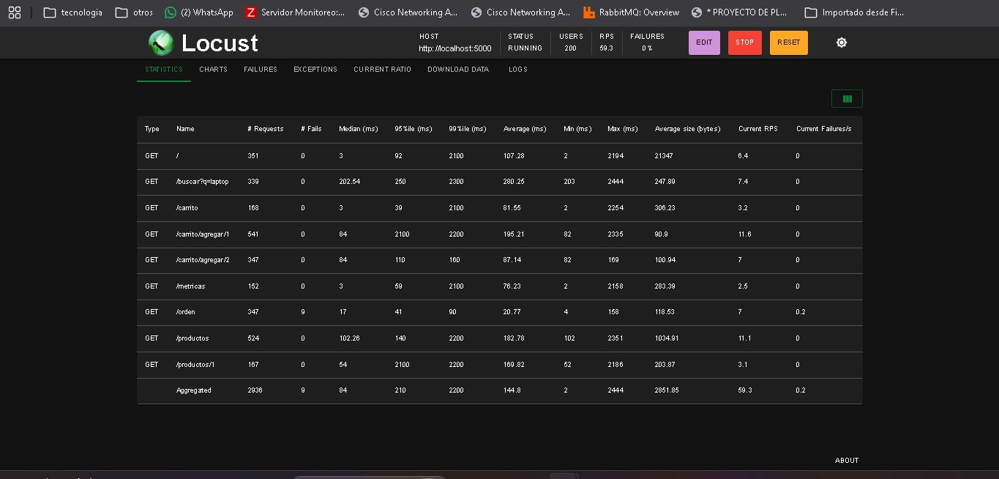 tecnologia otros (2) WhatsApp Servidor Monitoreo:... Cisco Networking A... Cisco Networking A... RabbitMQ: Overview * PROYECTO DE PL... Importado desde Fi...
Locust
HOST
http://localhost:5000
STATUS
RUNNING
USERS
200
RPS
59.3
FAILURES
0 %
EDIT
STOP
RESET
STATISTICS CHARTS FAILURES EXCEPTIONS CURRENT RATIO DOWNLOAD DATA LOGS
Type Name # Requests # Fails Median (ms) 95%ile (ms) 99%ile (ms) Average (ms) Min (ms) Max (ms) Average size (bytes) Current RPS Current Failures/s
GET / 351 0 3 92 2100 107.28 2 2194 21347 6.4 0
GET /buscar?q=laptop 339 0 202.54 250 2300 280.25 203 2444 247.89 7.4 0
GET /carrito 168 0 3 39 2100 81.55 2 2254 306.23 3.2 0
GET /carrito/agregar/1 541 0 84 2100 2200 195.21 82 2335 90.9 11.6 0
GET /carrito/agregar/2 347 0 84 110 160 87.14 82 169 100.94 7 0
GET /metricas 152 0 3 59 2100 76.23 2 2158 283.39 2.5 0
GET /orden 347 9 17 41 90 20.77 4 158 118.53 7 0.2
GET /productos 524 0 102.26 140 2200 182.78 102 2351 1034.91 11.1 0
GET /productos/1 167 0 54 2100 2200 169.82 52 2186 203.87 3.1 0
Aggregated 2936 9 84 210 2200 144.8 2 2444 2851.85 59.3 0.2
ABOUT